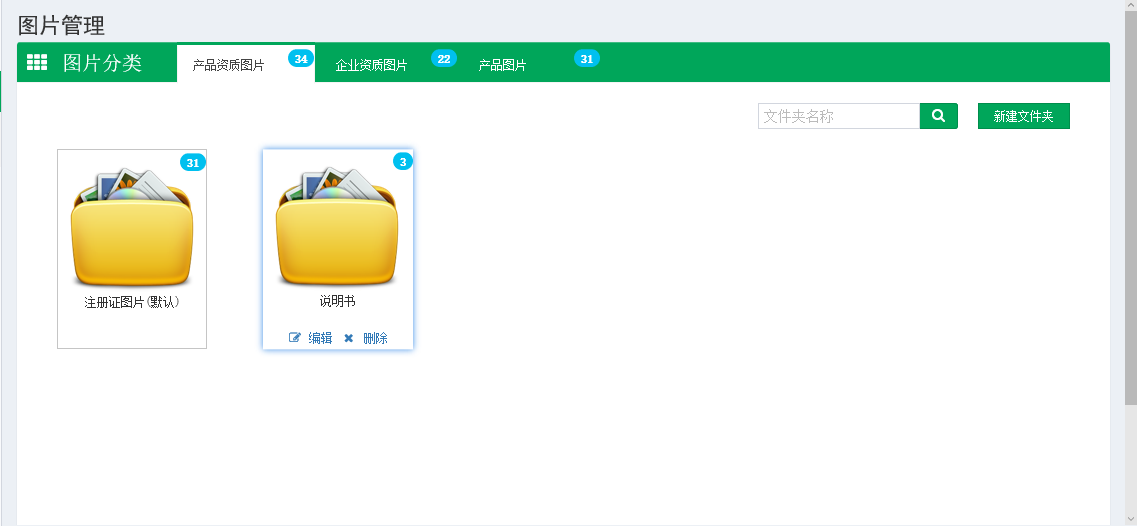 图片管理
图片分类 产品资质图片 34 企业资质图片 22 产品图片 31
文件夹名称 新建文件夹
31 3
注册证图片(默认) 说明书
编辑 删除